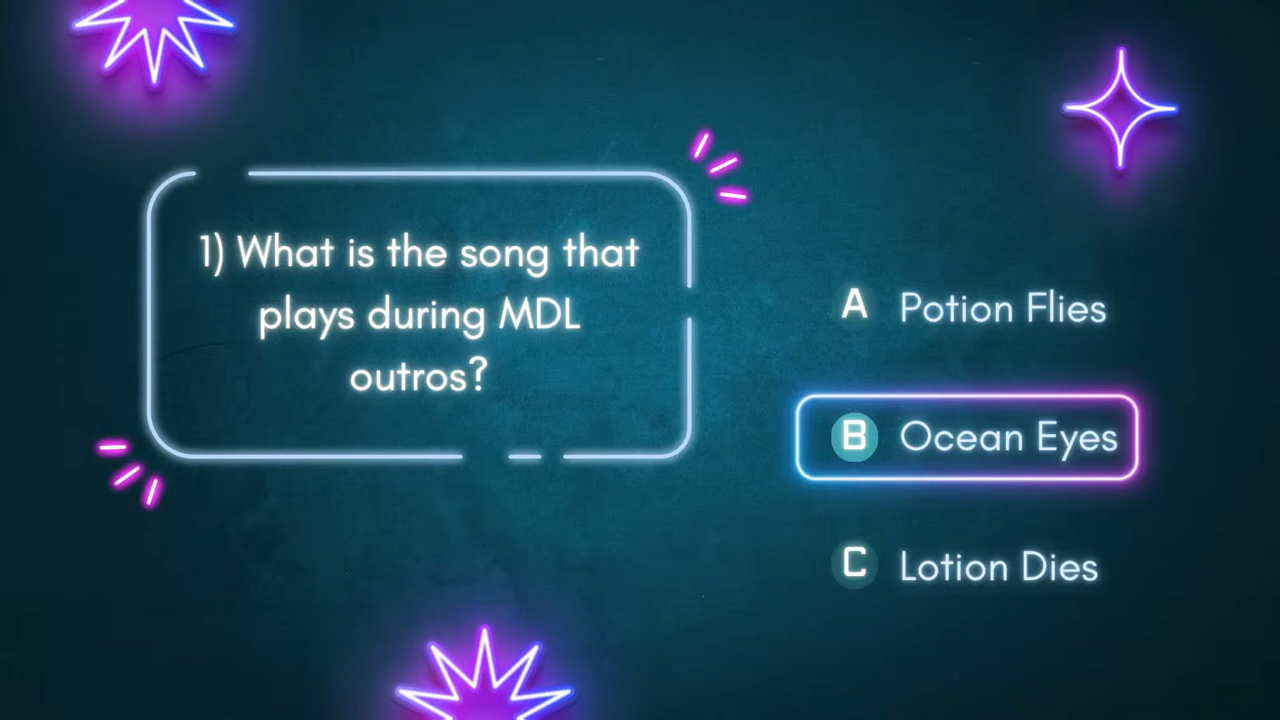 1) What is the song that
plays during MDL
outros?
A Potion Flies
B Ocean Eyes
C Lotion Dies